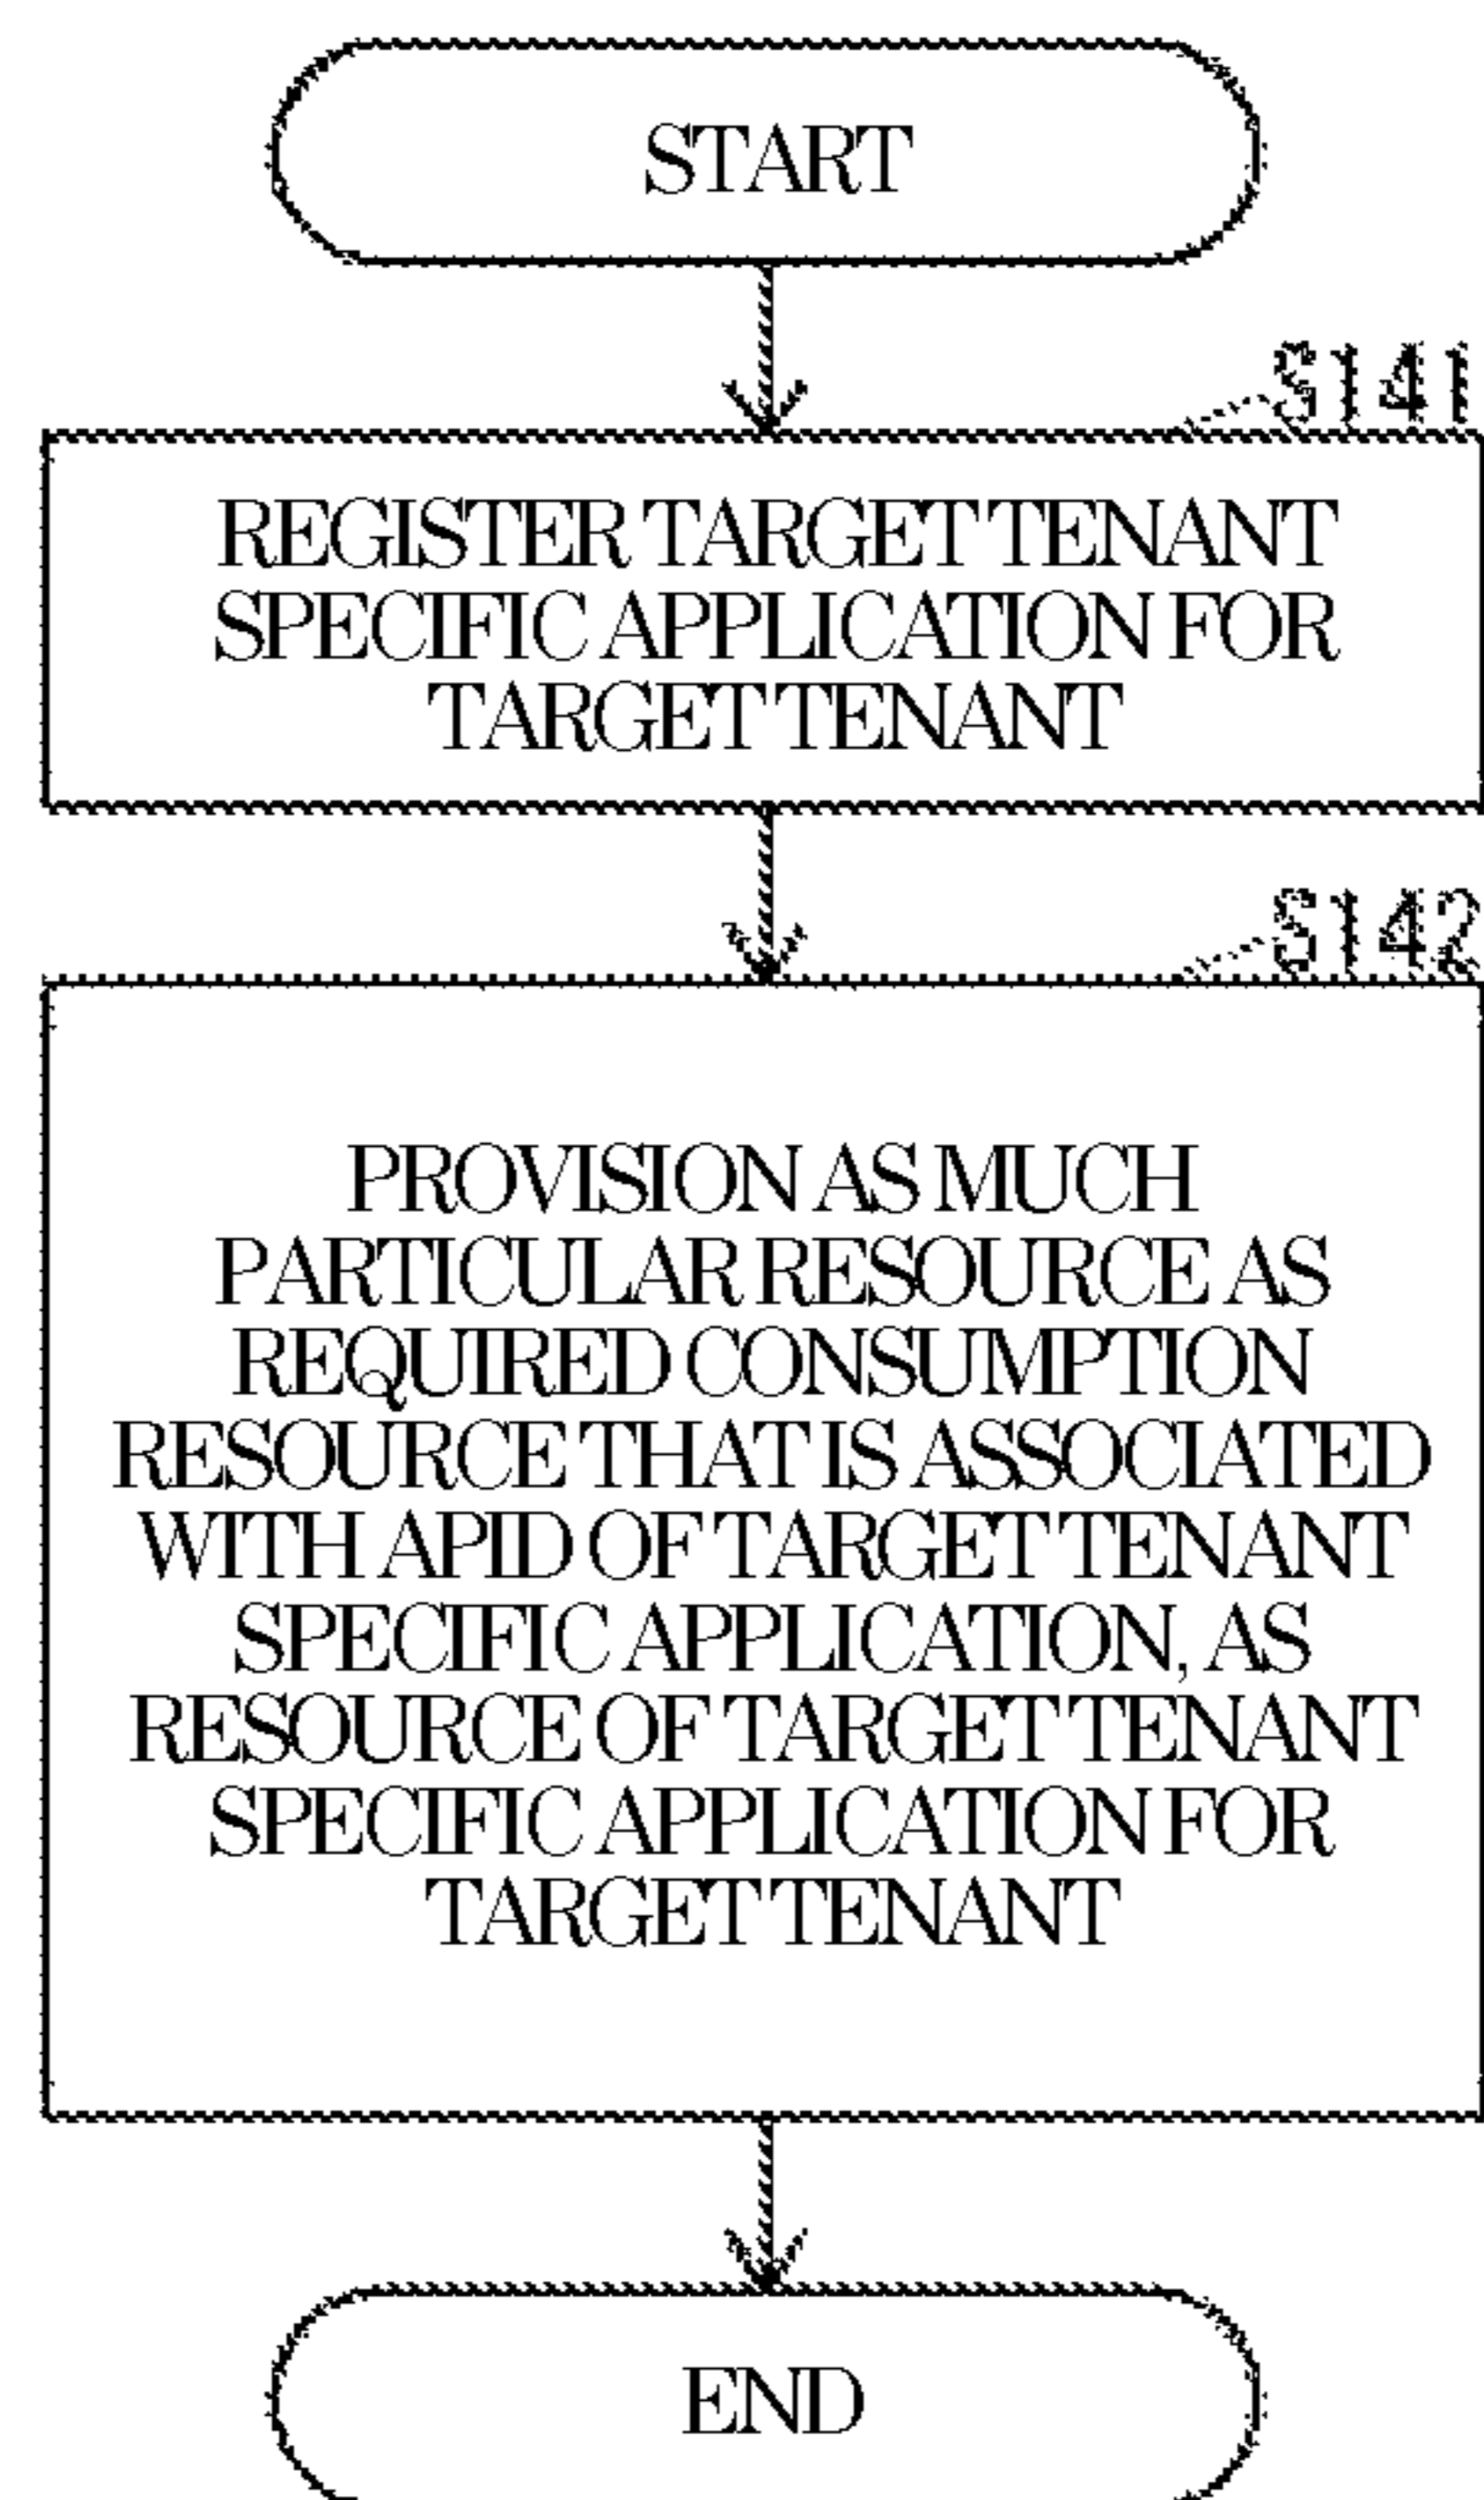 START
S141
REGISTER TARGET TENANT
SPECIFIC APPLICATION FOR
TARGET TENANT
S142
PROVISION AS MUCH
PARTICULAR RESOURCE AS
REQUIRED CONSUMPTION
RESOURCE THAT IS ASSOCIATED
WITH APID OF TARGET TENANT
SPECIFIC APPLICATION, AS
RESOURCE OF TARGET TENANT
SPECIFIC APPLICATION FOR
TARGET TENANT
END